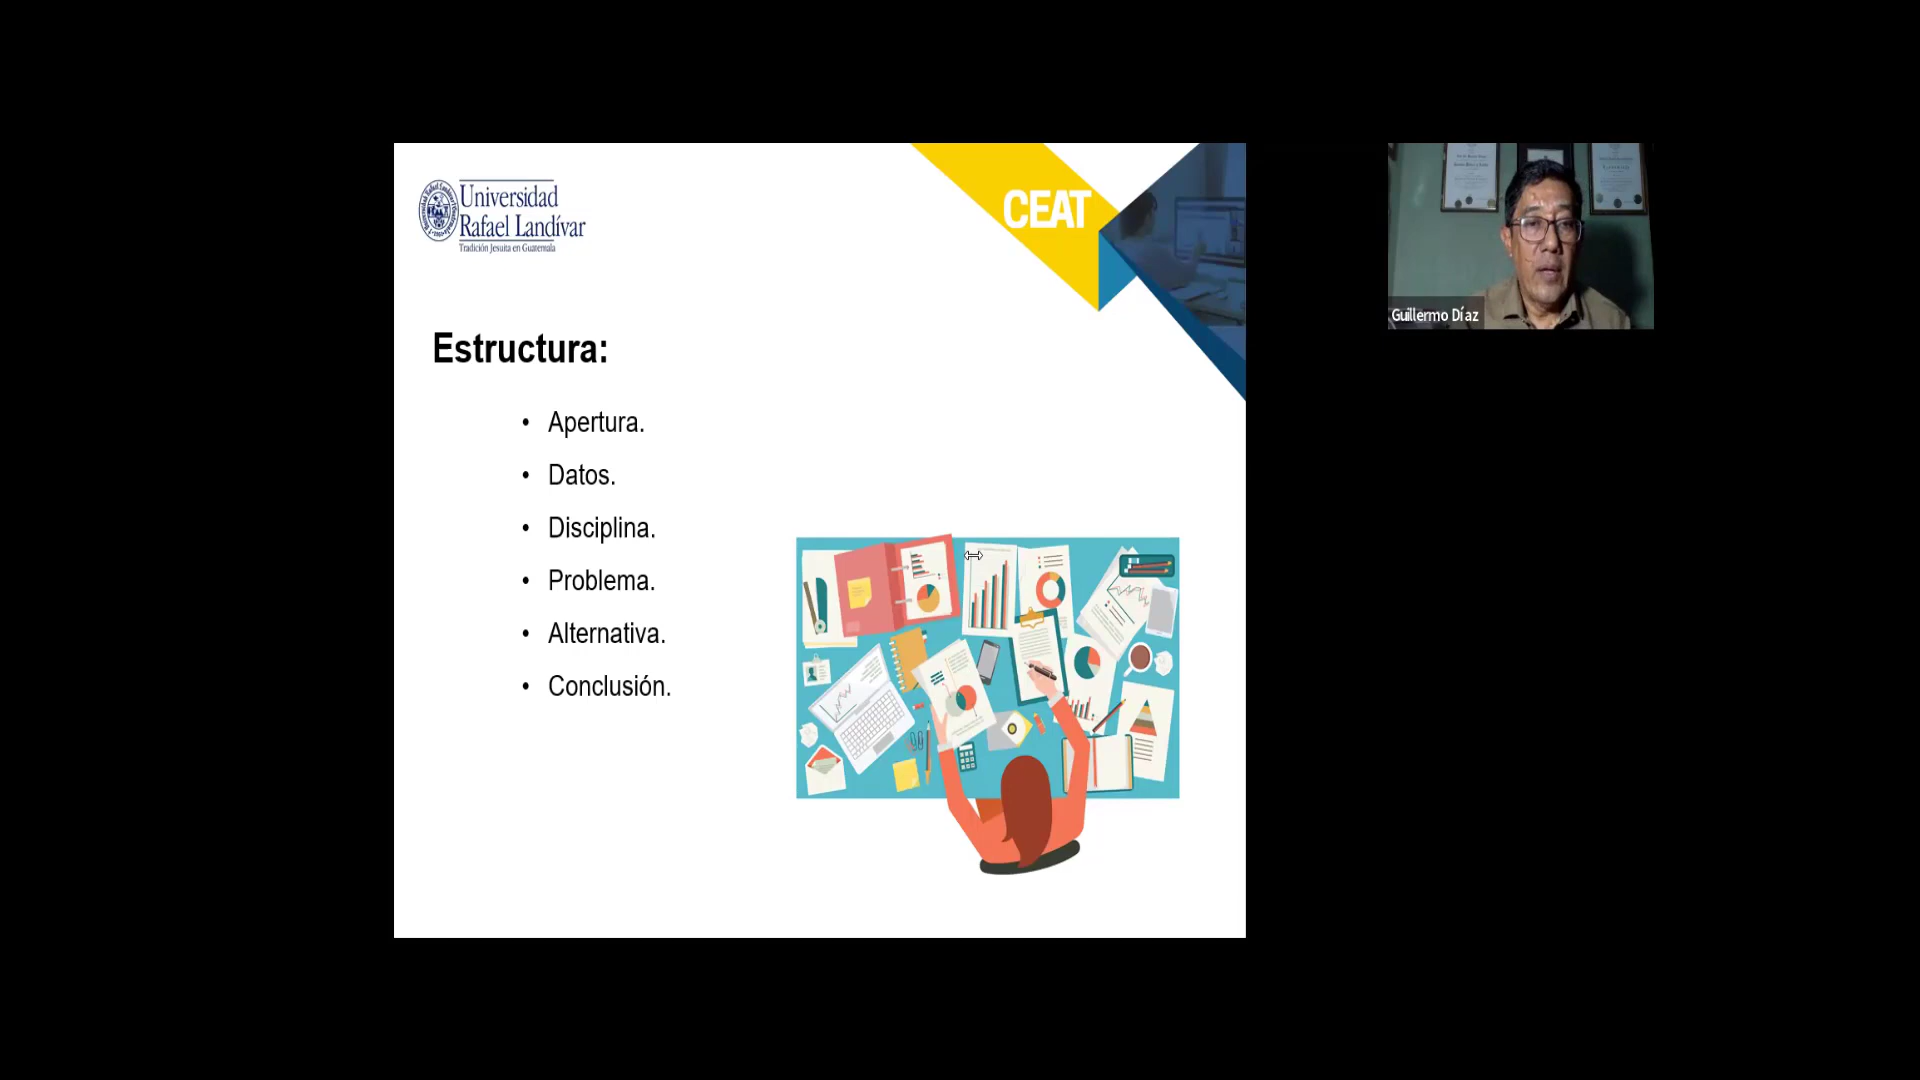 Universidad
Rafael Landívar
Tradición Jesuita en Guatemala
CEAT
Estructura:
• Apertura.
• Datos.
• Disciplina.
• Problema.
• Alternativa.
• Conclusión.
Guillermo Díaz